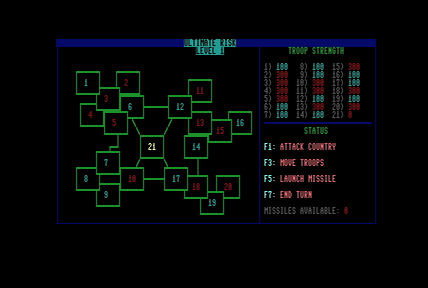 ULTIMATE RISK
LEVEL 1
TROOP STRENGTH
1) 100 8) 100 15) 300
2) 300 9) 100 16) 100
3) 300 10) 300 17) 100
4) 300 11) 300 18) 300
5) 300 12) 100 19) 100
6) 100 13) 300 20) 300
7) 100 14) 100 21) 0
STATUS
F1: ATTACK COUNTRY
F3: MOVE TROOPS
F5: LAUNCH MISSILE
F7: END TURN
MISSILES AVAILABLE: 0
1
2
3
4
5
6
11
12
13
15
16
21
14
7
8
9
10
17
18
20
19